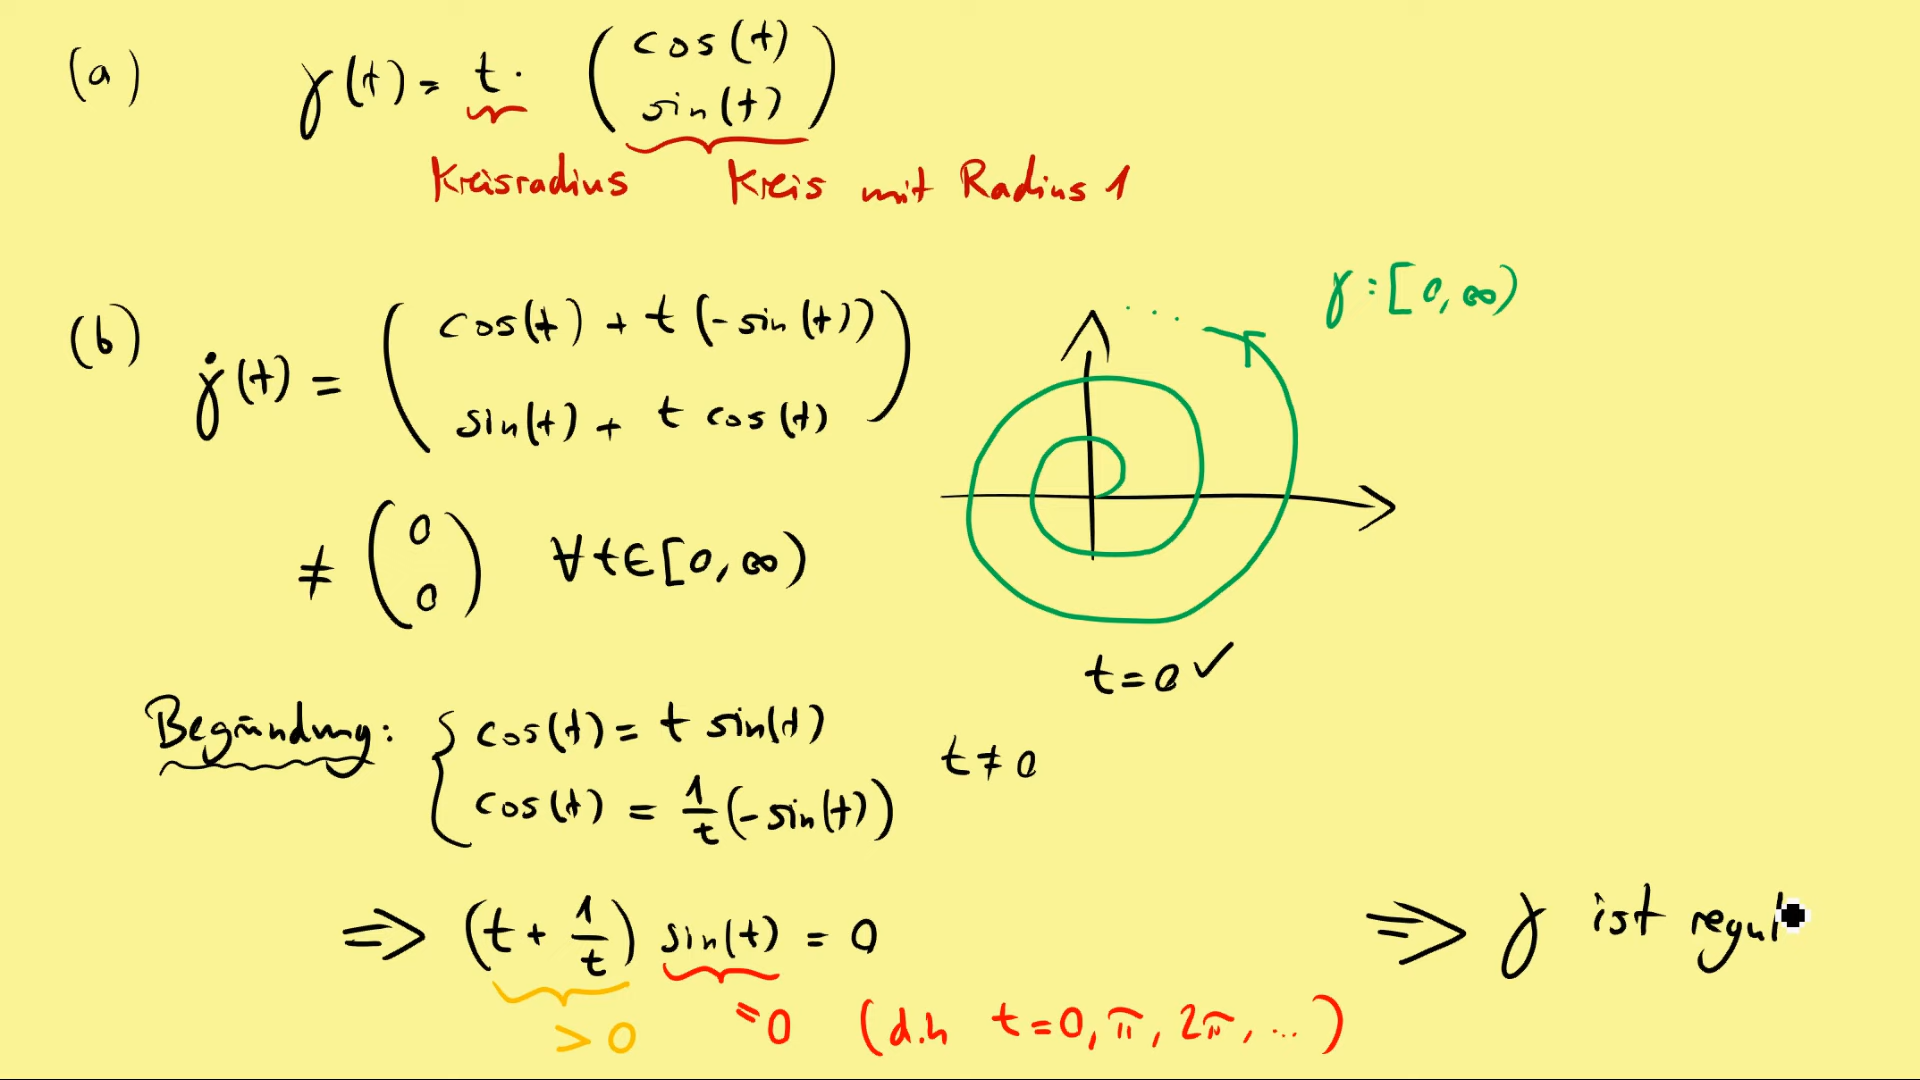 (a) γ(t) = t · (cos(t)
sin(t))
Kreisradius Kreis mit Radius 1
γ : [0, ∞)
(b) γ̇(t) = (cos(t) + t (-sin(t))
sin(t) + t cos(t))
≠ (0
0) ∀ t ∈ [0, ∞)
t = 0 ✓
Begründung: { cos(t) = t sin(t)
cos(t) = 1/t (-sin(t)) t ≠ 0
⇒ (t + 1/t) sin(t) = 0
> 0 = 0 (d.h t = 0, π, 2π, ... )
⇒ γ ist regul